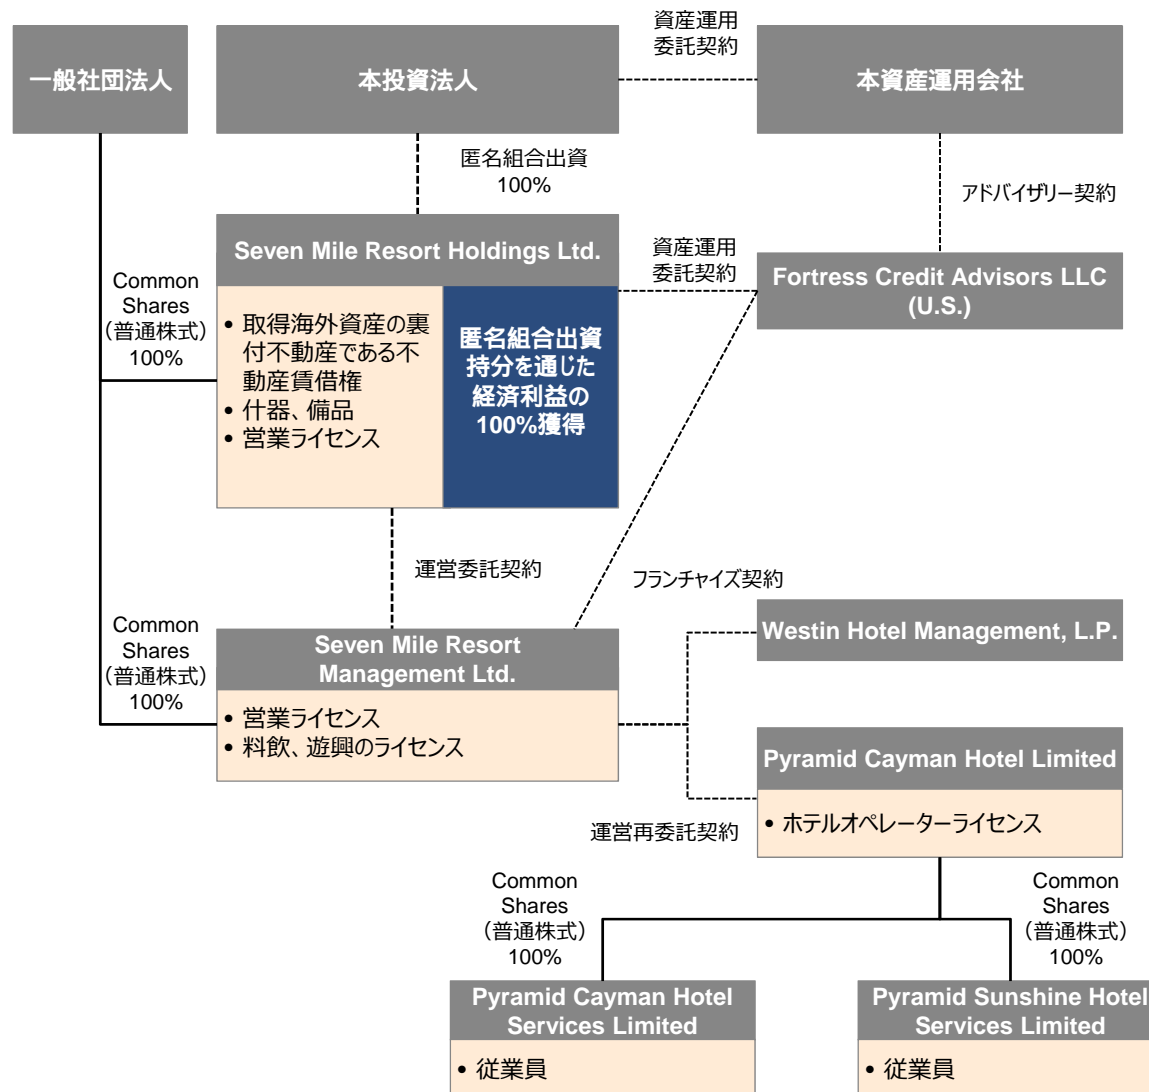 資産運用
委託契約
一般社団法人
本投資法人
本資産運用会社
匿名組合出資
100%
アドバイザリー契約
Seven Mile Resort Holdings Ltd.
資産運用
委託契約
Fortress Credit Advisors LLC
(U.S.)
Common
Shares
（普通株式）
100%
• 取得海外資産の裏
付不動産である不
動産賃借権
• 什器、備品
• 営業ライセンス
匿名組合出資
持分を通じた
経済利益の
100%獲得
運営委託契約
フランチャイズ契約
Common
Shares
（普通株式）
100%
Seven Mile Resort
Management Ltd.
• 営業ライセンス
• 料飲、遊興のライセンス
Westin Hotel Management, L.P.
Pyramid Cayman Hotel Limited
• ホテルオペレーターライセンス
運営再委託契約
Common
Shares
（普通株式）
100%
Common
Shares
（普通株式）
100%
Pyramid Cayman Hotel
Services Limited
• 従業員
Pyramid Sunshine Hotel
Services Limited
• 従業員